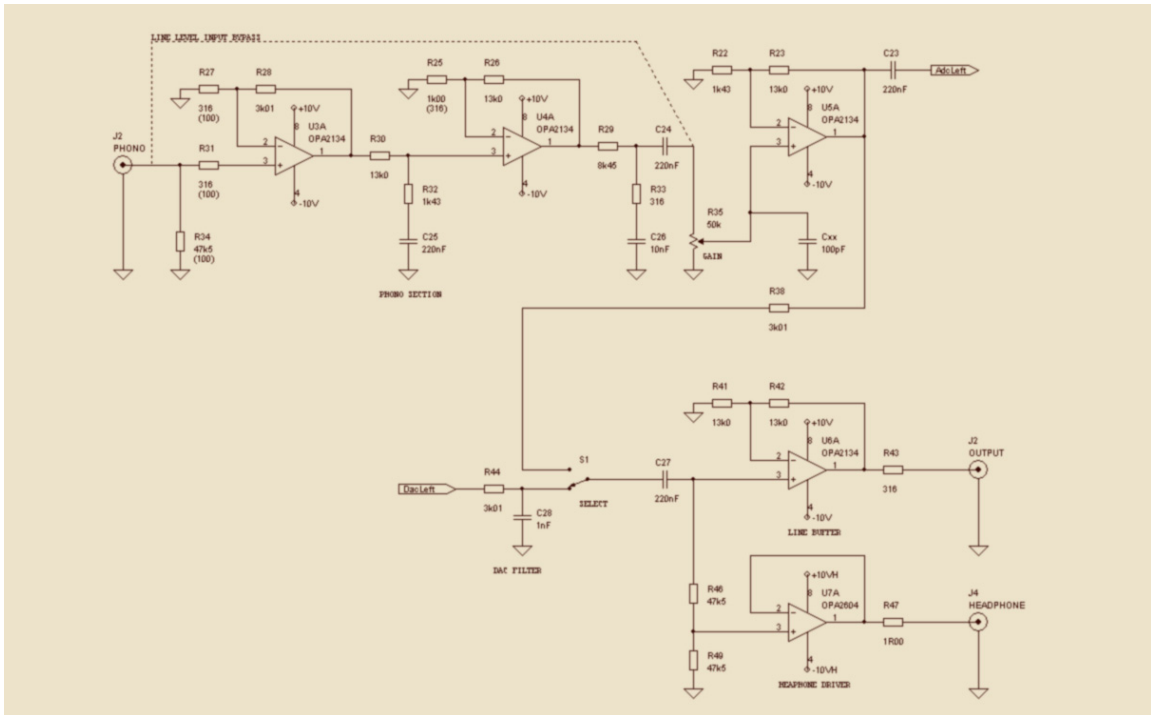 LINE LEVEL INPUT BYPASS
R27
316
(100)
R28
3k01
+10V
8
U3A
OPA2134
2
3
1
4
-10V
J2
PHONO
R31
316
(100)
R34
47k5
(100)
R30
13k0
R32
1k43
C25
220nF
PHONO SECTION
R25
1k00
(316)
R26
13k0
+10V
8
U4A
OPA2134
2
3
1
4
-10V
R29
8k45
C24
220nF
R33
316
C26
10nF
R35
50k
GAIN
R22
1k43
R23
13k0
C23
220nF
AdcLeft
+10V
8
U5A
OPA2134
2
3
1
4
-10V
Cxx
100pF
R38
3k01
R41
13k0
R42
13k0
+10V
8
U6A
OPA2134
2
3
1
4
-10V
LINE BUFFER
R43
316
J2
OUTPUT
DacLeft
R44
3k01
C28
1nF
DAC FILTER
S1
SELECT
C27
220nF
R46
47k5
R49
47k5
+10VH
8
U7A
OPA2604
2
3
1
4
-10VH
HEAPHONE DRIVER
R47
1R00
J4
HEADPHONE